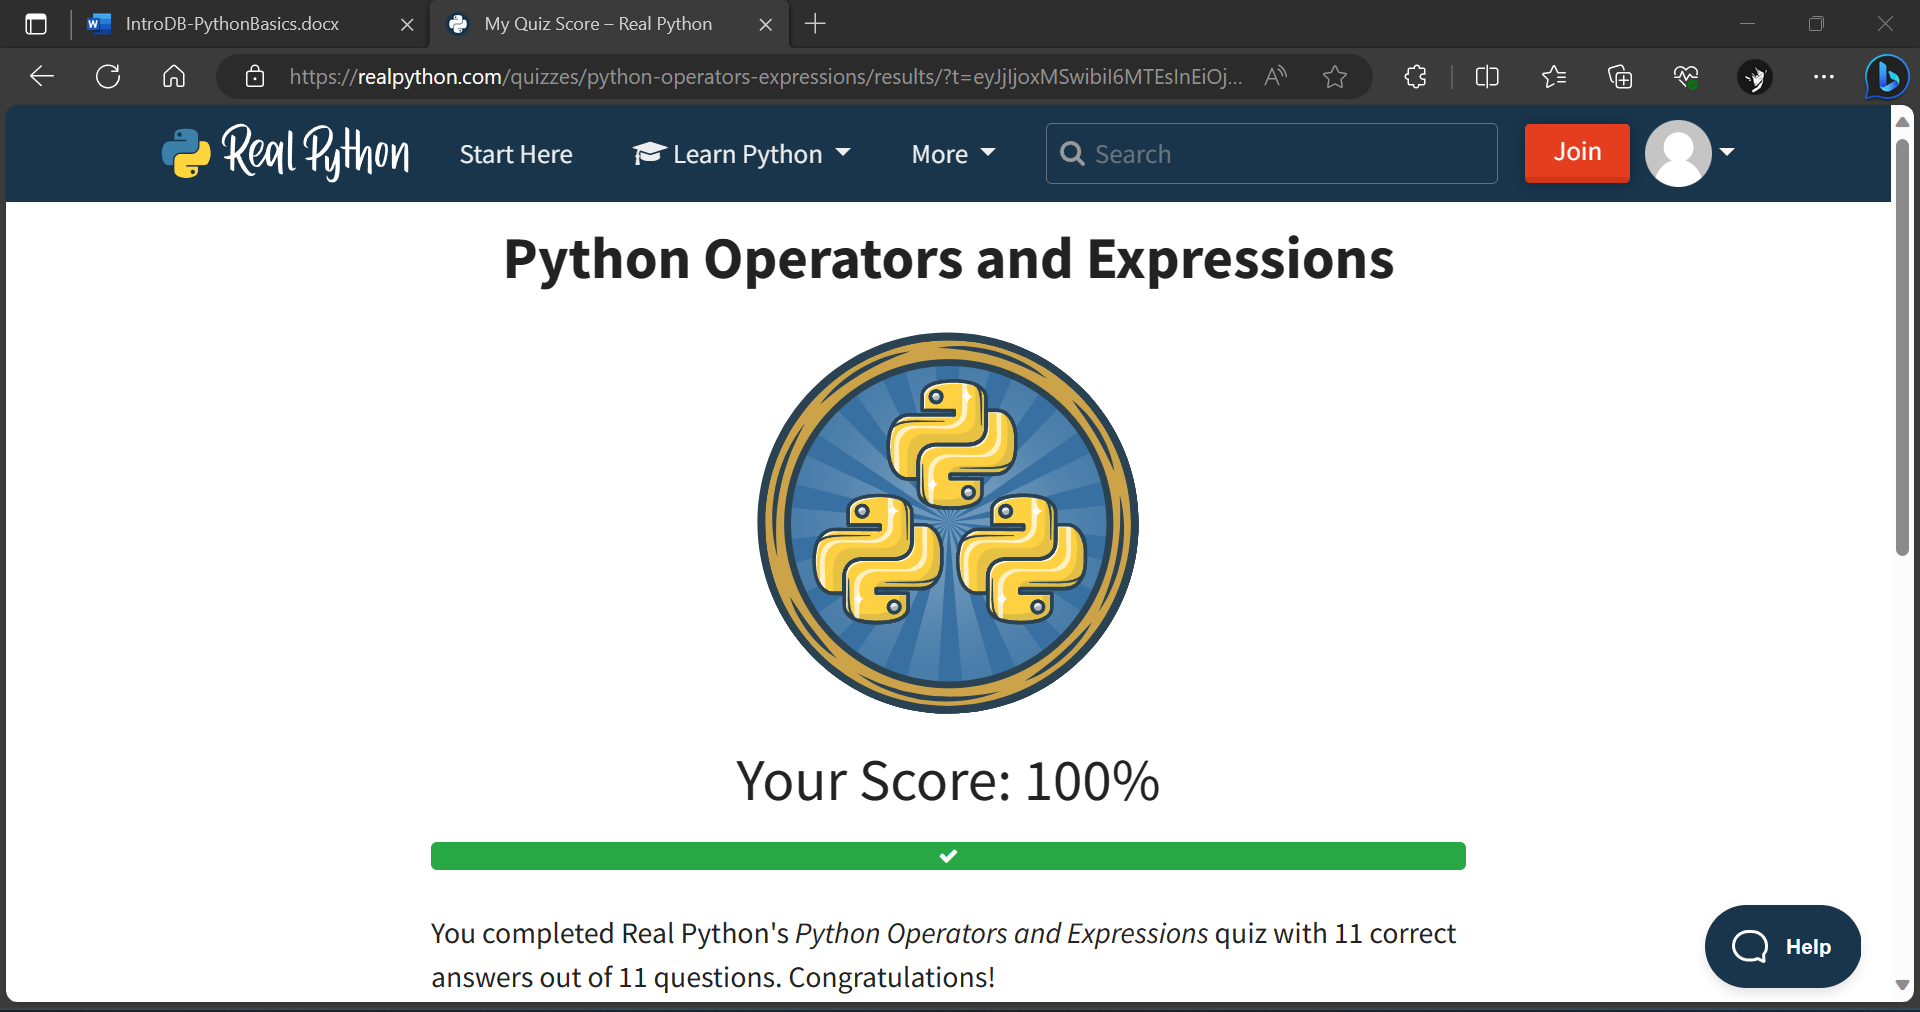 IntroDB-PythonBasics.docx
My Quiz Score – Real Python
https://realpython.com/quizzes/python-operators-expressions/results/?t=eyJjIjoxMSwibiI6MTEsInEiOj...
Real Python
Start Here
Learn Python
More
Search
Join
Python Operators and Expressions
Your Score: 100%
You completed Real Python's Python Operators and Expressions quiz with 11 correct
answers out of 11 questions. Congratulations!
Help